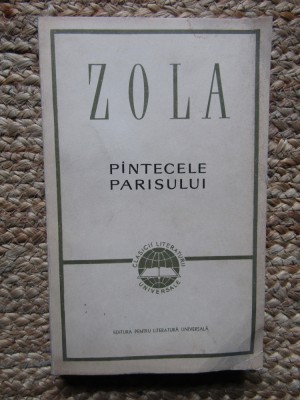 ZOLA
PÎNTECELE
PARISULUI
CLASICII LITERATURII
UNIVERSALE
EDITURA PENTRU LITERATURĂ UNIVERSALĂ